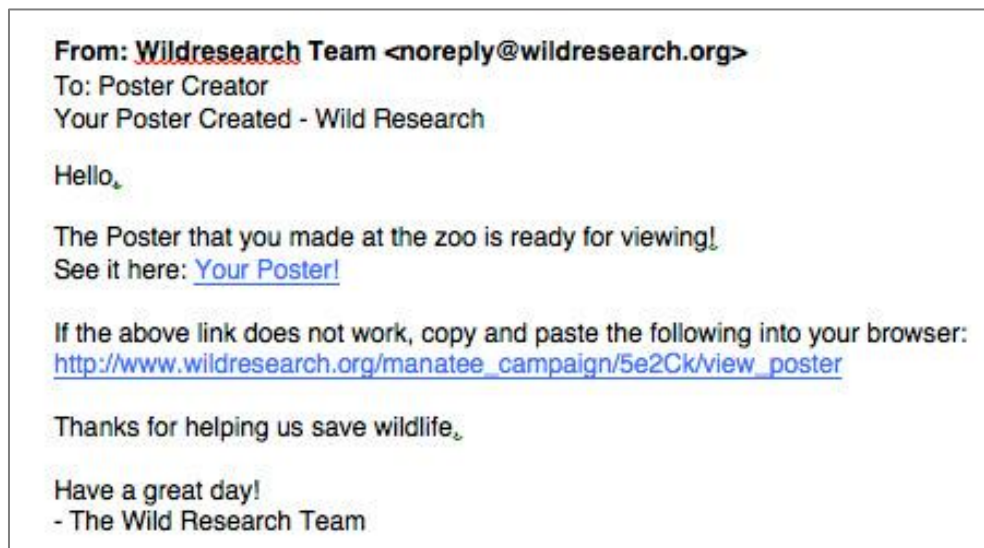 From: Wildresearch Team <noreply@wildresearch.org>
To: Poster Creator
Your Poster Created - Wild Research
Hello,
The Poster that you made at the zoo is ready for viewing!
See it here: Your Poster!
If the above link does not work, copy and paste the following into your browser:
http://www.wildresearch.org/manatee_campaign/5e2Ck/view_poster
Thanks for helping us save wildlife.
Have a great day!
- The Wild Research Team